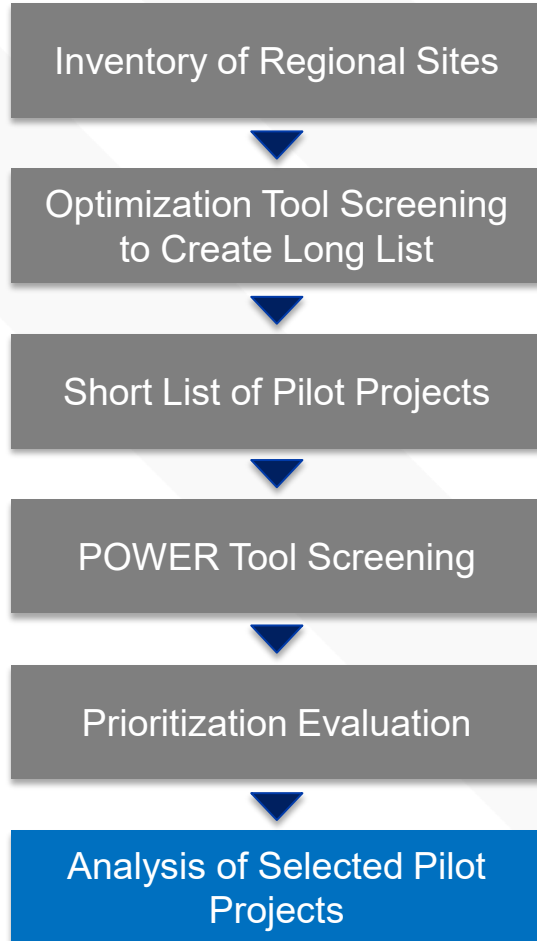 Inventory of Regional Sites
Optimization Tool Screening
to Create Long List
Short List of Pilot Projects
POWER Tool Screening
Prioritization Evaluation
Analysis of Selected Pilot
Projects